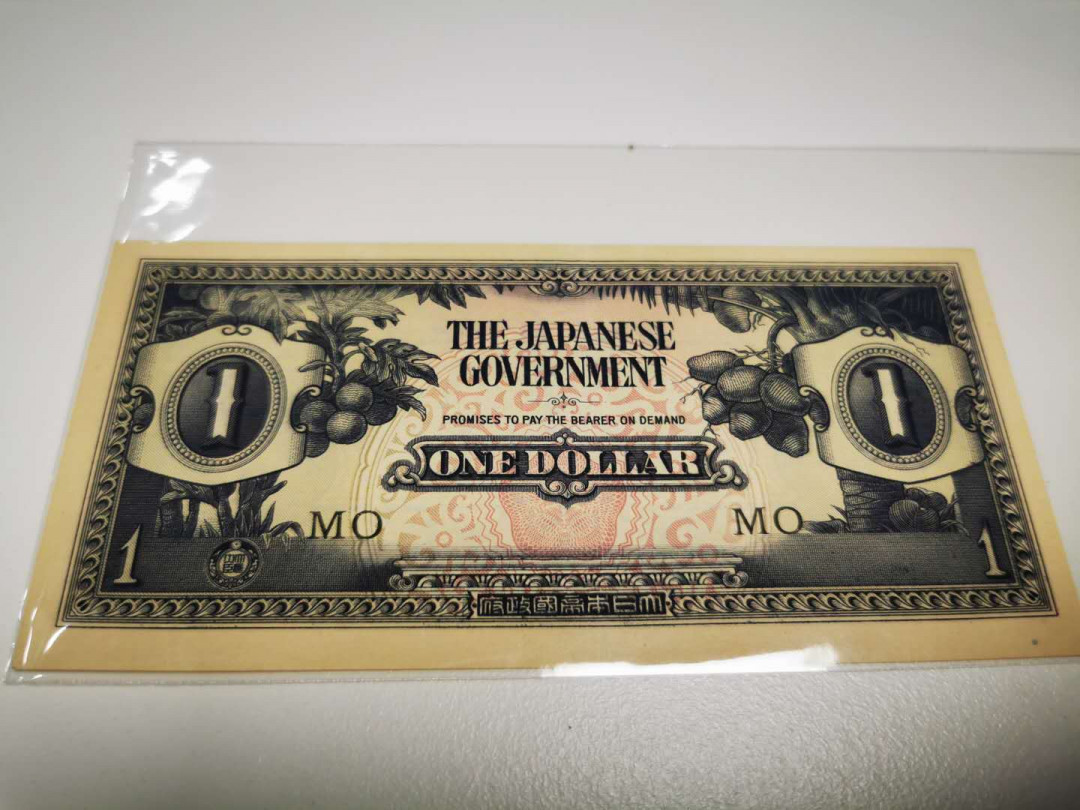 THE JAPANESE
GOVERNMENT
PROMISES TO PAY THE BEARER ON DEMAND
ONE DOLLAR
1
1
MO
MO
1
1
府政國帝本日大